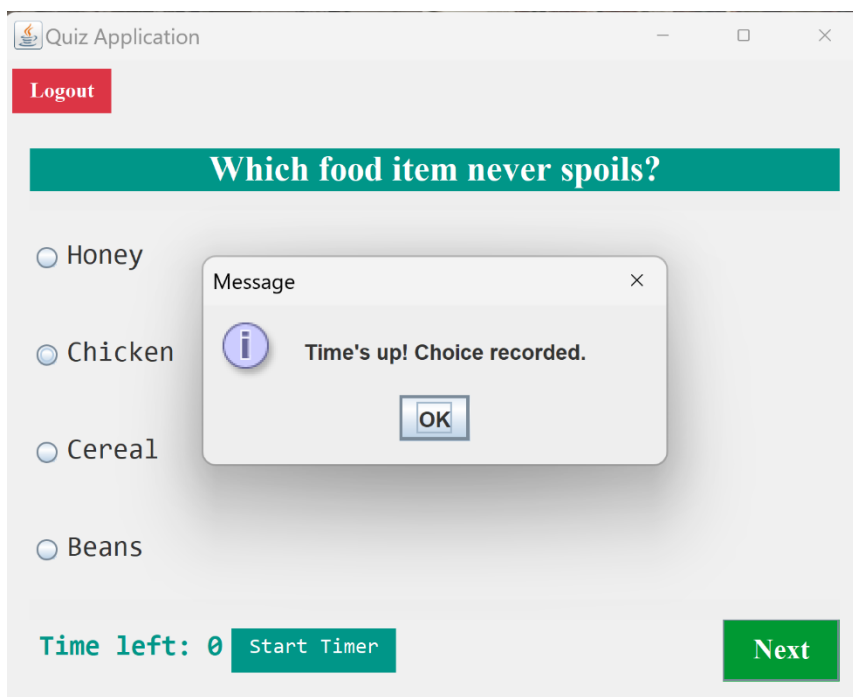 Quiz Application
Logout
Which food item never spoils?
Honey
Message
Time's up! Choice recorded.
Chicken
OK
Cereal
Beans
Time left: 0 Start Timer Next